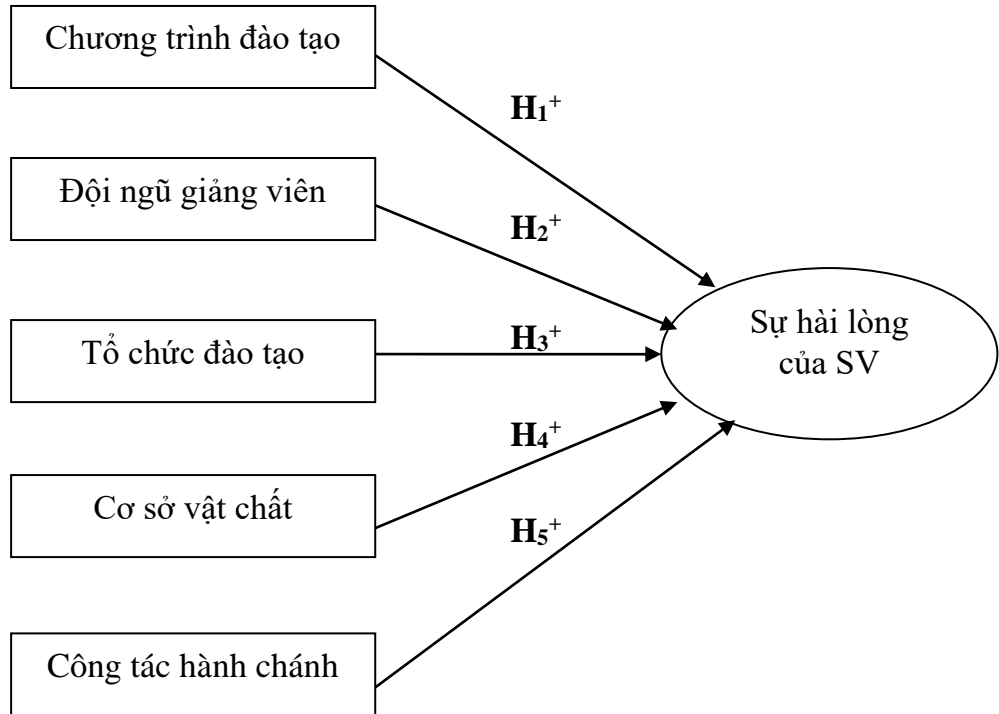 Chương trình đào tạo
H₁⁺
Đội ngũ giảng viên
H₂⁺
Tổ chức đào tạo
H₃⁺
Sự hài lòng
của SV
Cơ sở vật chất
H₄⁺
Công tác hành chánh
H₅⁺